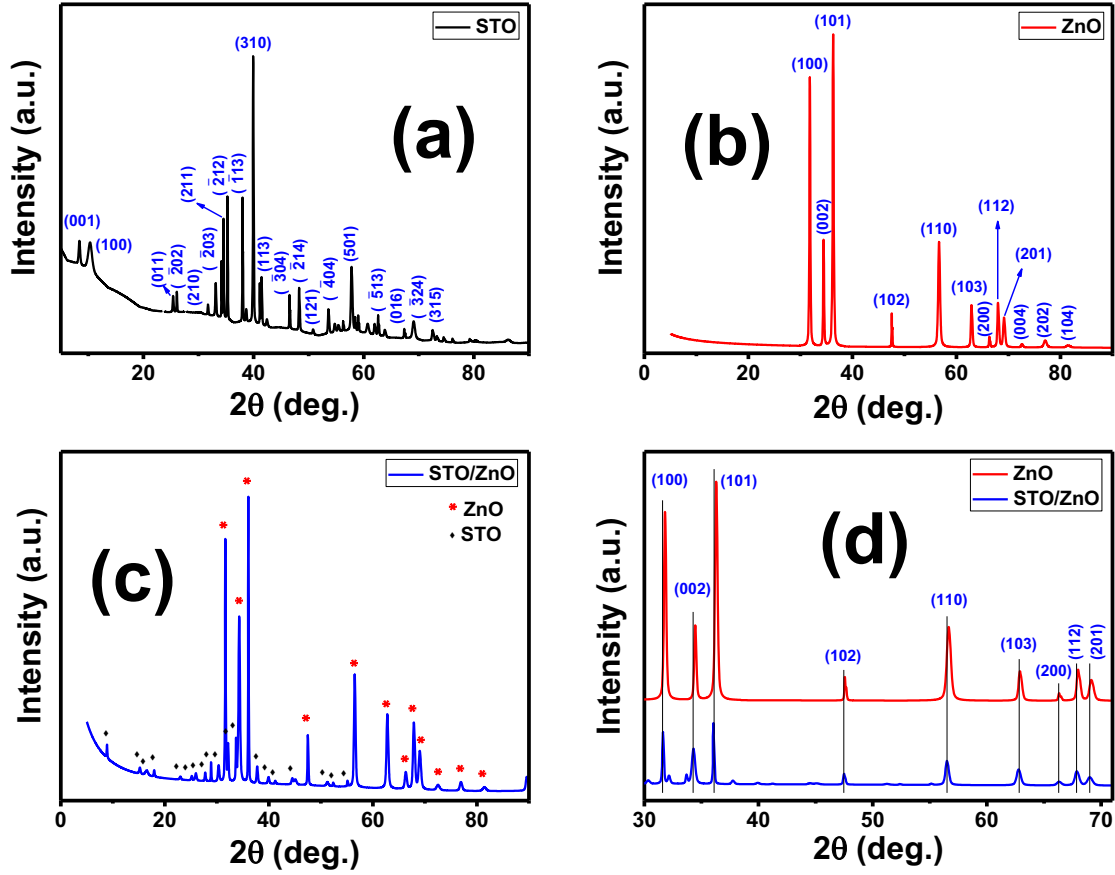 STO
(a)
(310)
(001)
(100)
(011)
(2̄02)
(210)
(2̄03)
(211)
(2̄12)
(1̄13)
(113)
(3̄04)
(2̄14)
(121)
(4̄04)
(501)
(5̄13)
(016)
(3̄24)
(315)
20 40 60 80
2θ (deg.)
Intensity (a.u.)
ZnO
(b)
(101)
(100)
(002)
(102)
(110)
(103)
(200)
(112)
(201)
(004)
(202)
(104)
0 20 40 60 80
2θ (deg.)
Intensity (a.u.)
STO/ZnO
ZnO
STO
(c)
0 20 40 60 80
2θ (deg.)
Intensity (a.u.)
ZnO
STO/ZnO
(d)
(100)
(101)
(002)
(102)
(110)
(103)
(200)
(112)
(201)
30 40 50 60 70
2θ (deg.)
Intensity (a.u.)